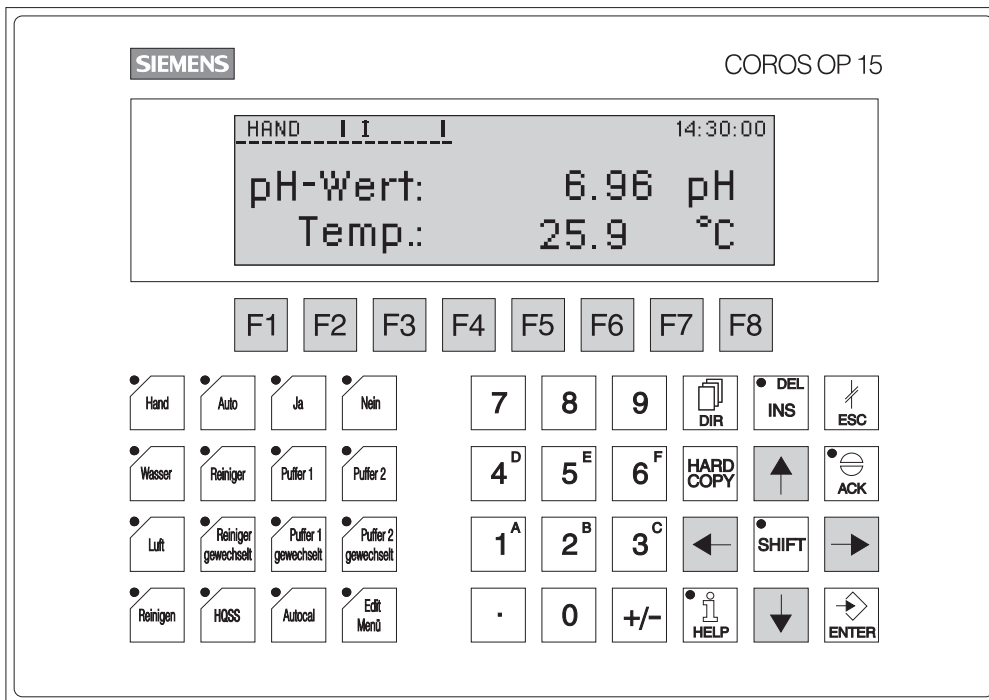 SIEMENS COROS OP 15
HAND 14:30:00
pH-Wert: 6.96 pH
Temp.: 25.9 °C
F1 F2 F3 F4 F5 F6 F7 F8
Hand Auto Ja Nein 7 8 9 DIR DEL INS ESC
Wasser Reiniger Puffer 1 Puffer 2 4 D 5 E 6 F HARD COPY ACK
Luft Reiniger gewechselt Puffer 1 gewechselt Puffer 2 gewechselt 1 A 2 B 3 C SHIFT
Reinigen HQSS Autocal Edit Menü . 0 +/- HELP ENTER